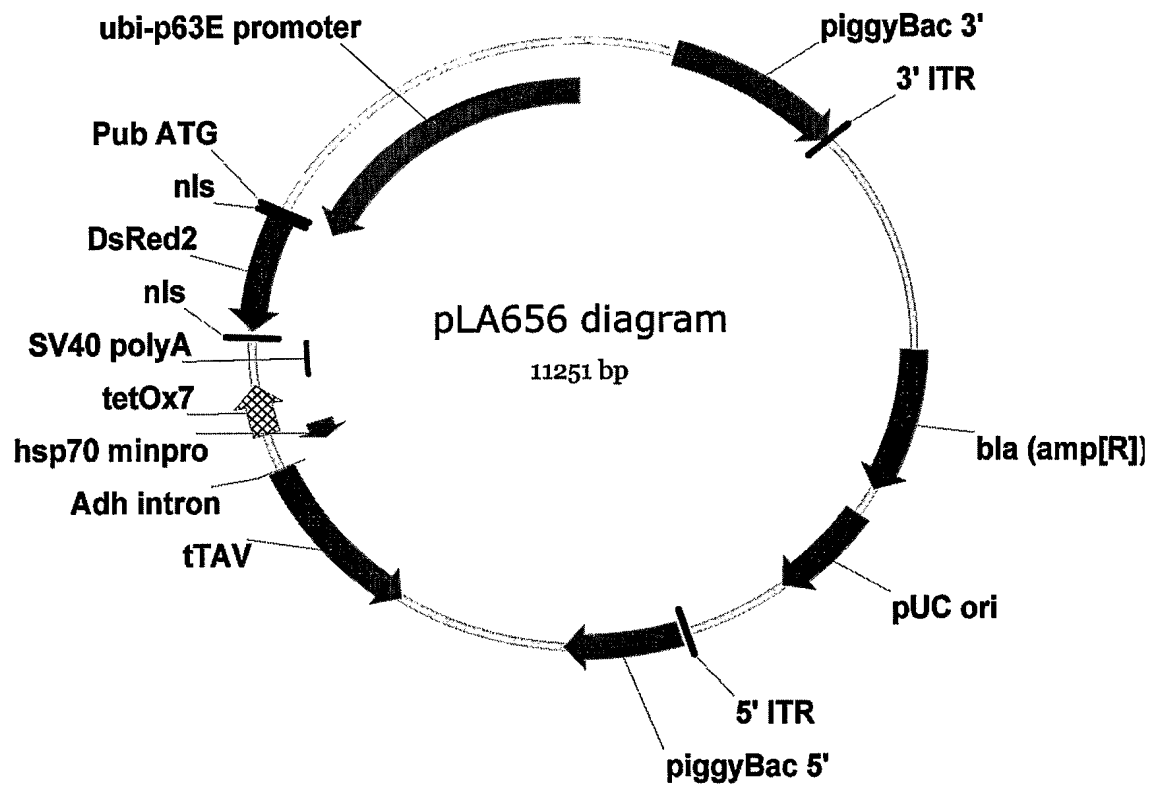 ubi-p63E promoter
piggyBac 3'
3' ITR
Pub ATG
nls
DsRed2
nls
pLA656 diagram
SV40 polyA
11251 bp
tetOx7
hsp70 minpro
bla (amp[R])
Adh intron
tTAV
pUC ori
5' ITR
piggyBac 5'